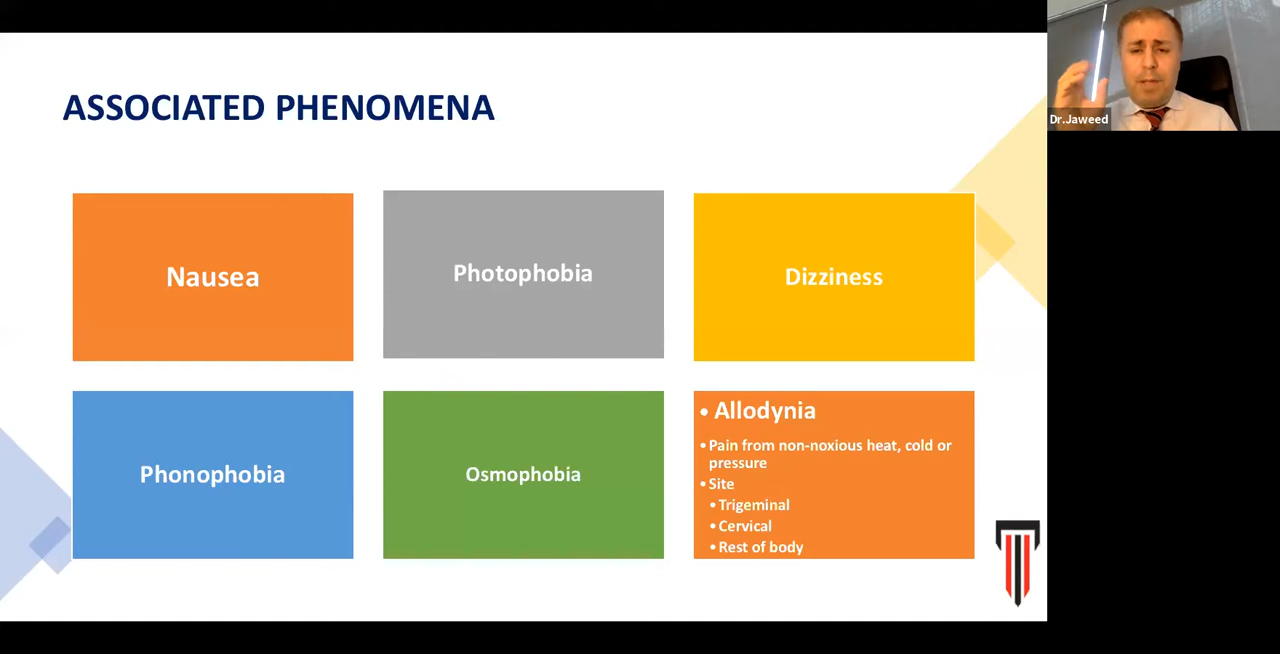 ASSOCIATED PHENOMENA
Dr.Jaweed
Nausea
Photophobia
Dizziness
Phonophobia
Osmophobia
• Allodynia
• Pain from non-noxious heat, cold or
pressure
• Site
• Trigeminal
• Cervical
• Rest of body